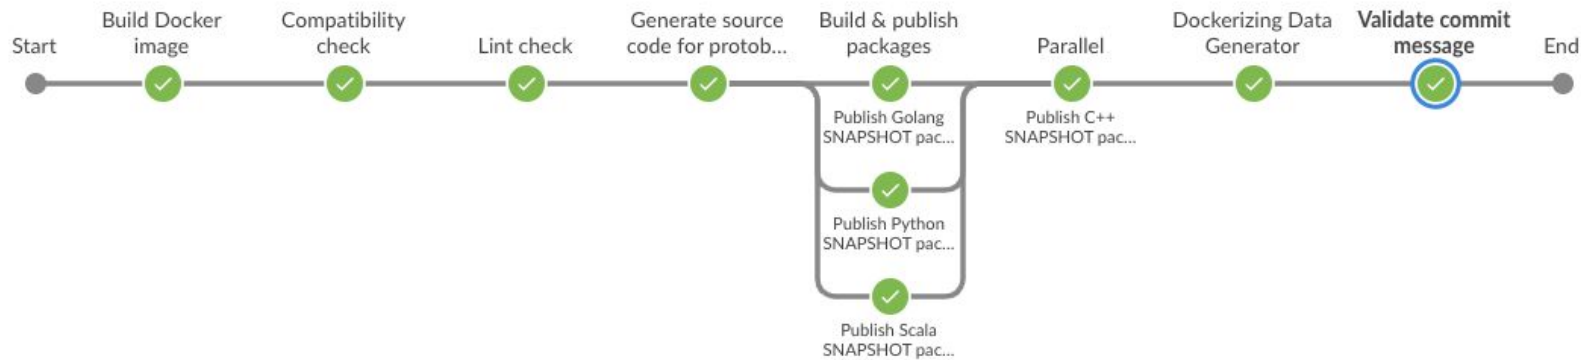 Start
Build Docker
image
Compatibility
check
Lint check
Generate source
code for protob...
Build & publish
packages
Parallel
Dockerizing Data
Generator
Validate commit
message
End
Publish Golang
SNAPSHOT pac...
Publish C++
SNAPSHOT pac...
Publish Python
SNAPSHOT pac...
Publish Scala
SNAPSHOT pac...